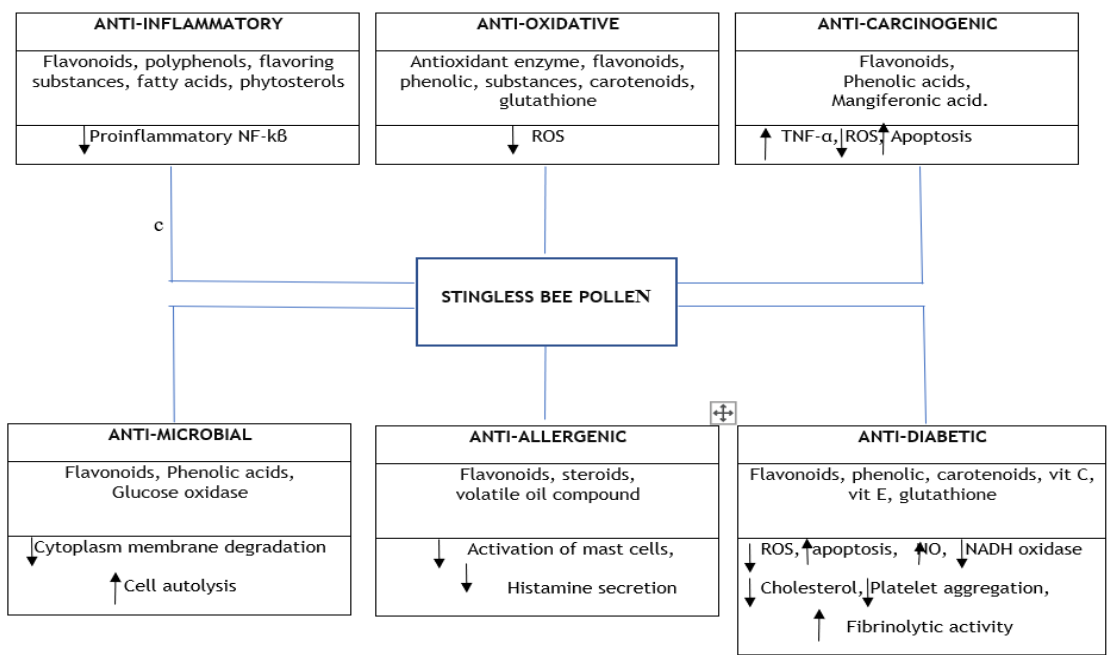 ANTI-INFLAMMATORY
Flavonoids, polyphenols, flavoring
substances, fatty acids, phytosterols
↓Proinflammatory NF-kß
ANTI-OXIDATIVE
Antioxidant enzyme, flavonoids,
phenolic, substances, carotenoids,
glutathione
↓ ROS
ANTI-CARCINOGENIC
Flavonoids,
Phenolic acids,
Mangiferonic acid.
↑ TNF-α, ↓ROS, ↑Apoptosis
c
STINGLESS BEE POLLEN
ANTI-MICROBIAL
Flavonoids, Phenolic acids,
Glucose oxidase
↓Cytoplasm membrane degradation
↑Cell autolysis
ANTI-ALLERGENIC
Flavonoids, steroids,
volatile oil compound
↓ Activation of mast cells,
↓ Histamine secretion
ANTI-DIABETIC
Flavonoids, phenolic, carotenoids, vit C,
vit E, glutathione
↓ROS, ↑apoptosis, ↑NO, ↓NADH oxidase
↓Cholesterol, ↓Platelet aggregation,
↑ Fibrinolytic activity